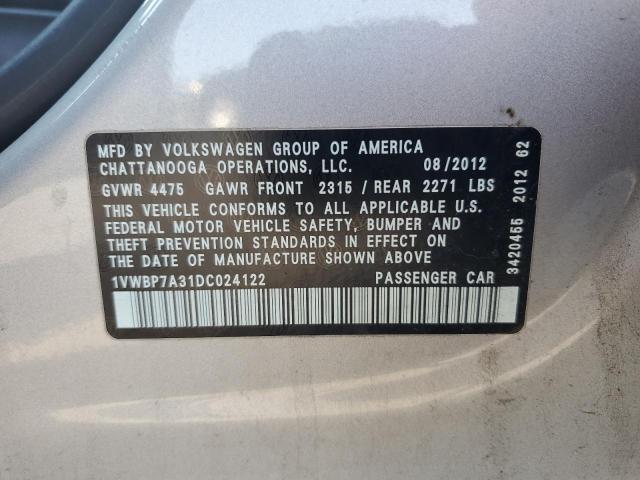 MFD BY VOLKSWAGEN GROUP OF AMERICA
CHATTANOOGA OPERATIONS, LLC. 08/2012
GVWR 4475 GAWR FRONT 2315 / REAR 2271 LBS
THIS VEHICLE CONFORMS TO ALL APPLICABLE U.S.
FEDERAL MOTOR VEHICLE SAFETY, BUMPER AND
THEFT PREVENTION STANDARDS IN EFFECT ON
THE DATE OF MANUFACTURE SHOWN ABOVE.
1VWBP7A31DC024122 PASSENGER CAR
3420455 2012 62